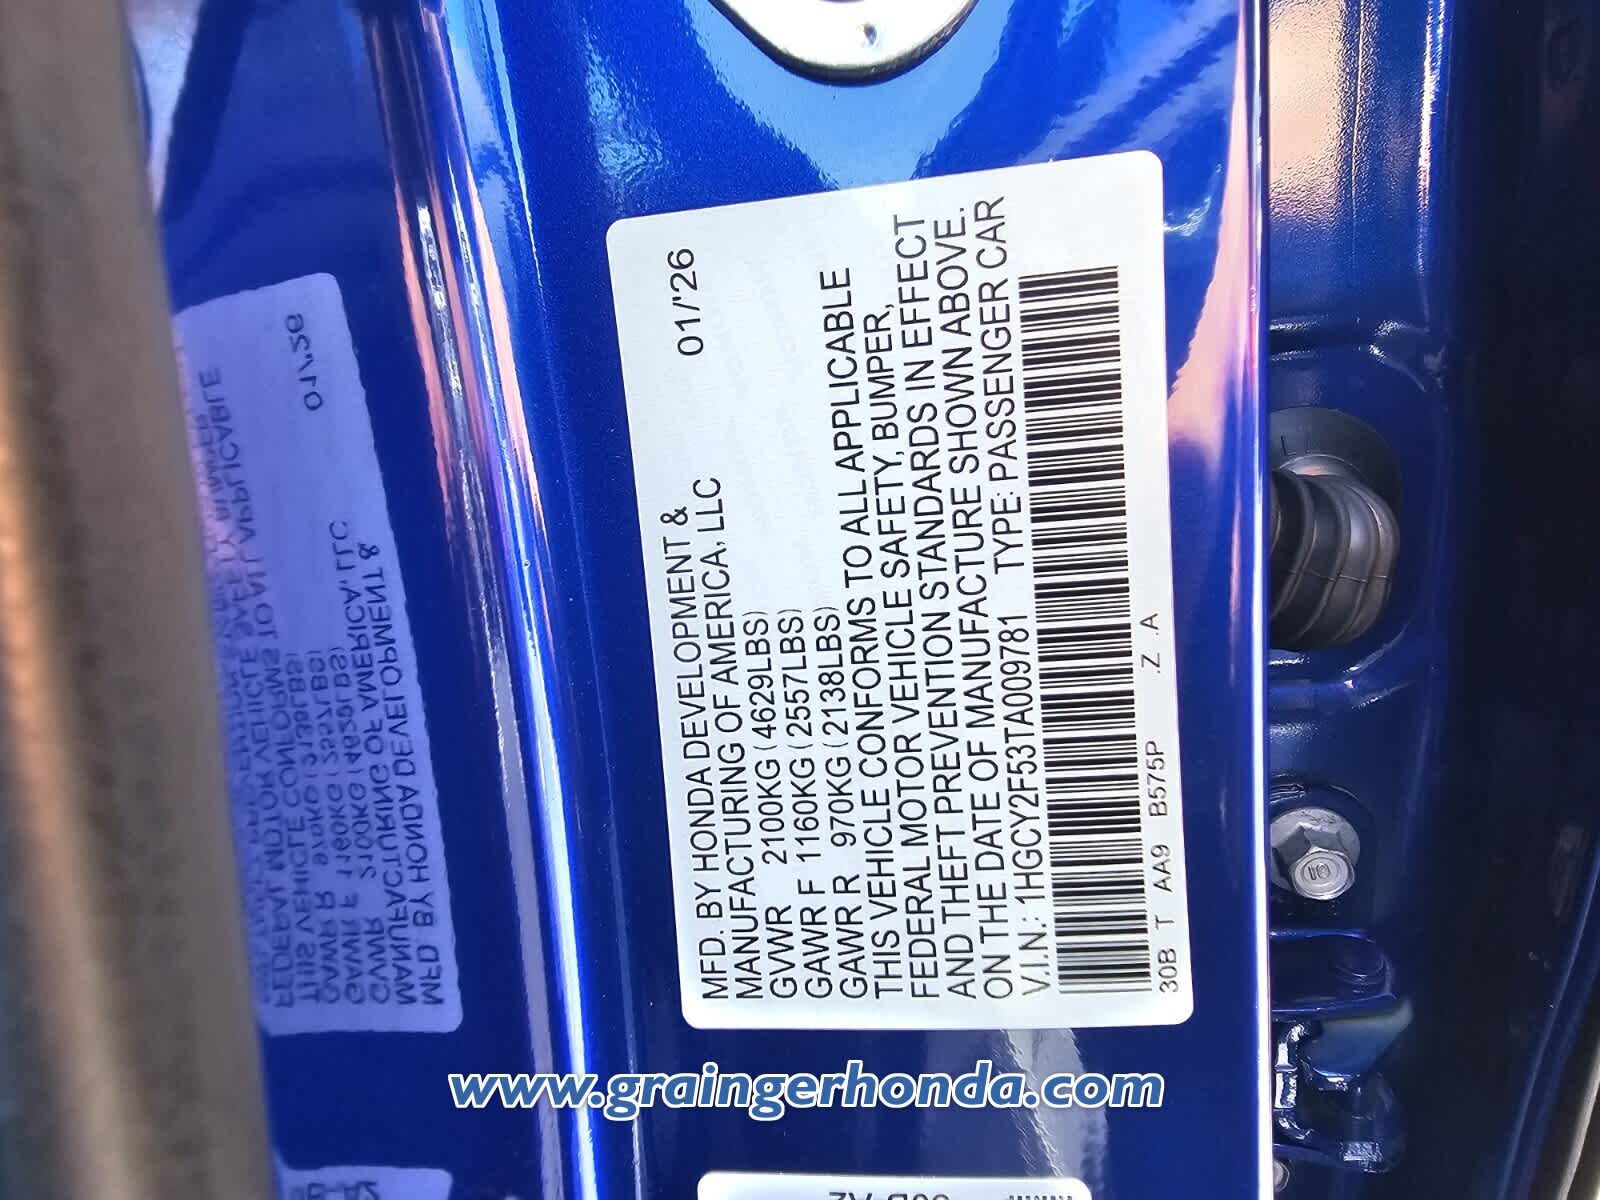 MFD. BY HONDA DEVELOPMENT &
MANUFACTURING OF AMERICA, LLC 01/'26
GVWR 2100KG (4629LBS)
GAWR F 1160KG (2557LBS)
GAWR R 970KG (2138LBS)
THIS VEHICLE CONFORMS TO ALL APPLICABLE
FEDERAL MOTOR VEHICLE SAFETY, BUMPER,
AND THEFT PREVENTION STANDARDS IN EFFECT
ON THE DATE OF MANUFACTURE SHOWN ABOVE.
V.I.N.: 1HGCY2F53TA009781 TYPE: PASSENGER CAR
30B T AA9 B575P .Z .A
www.graingerhonda.com